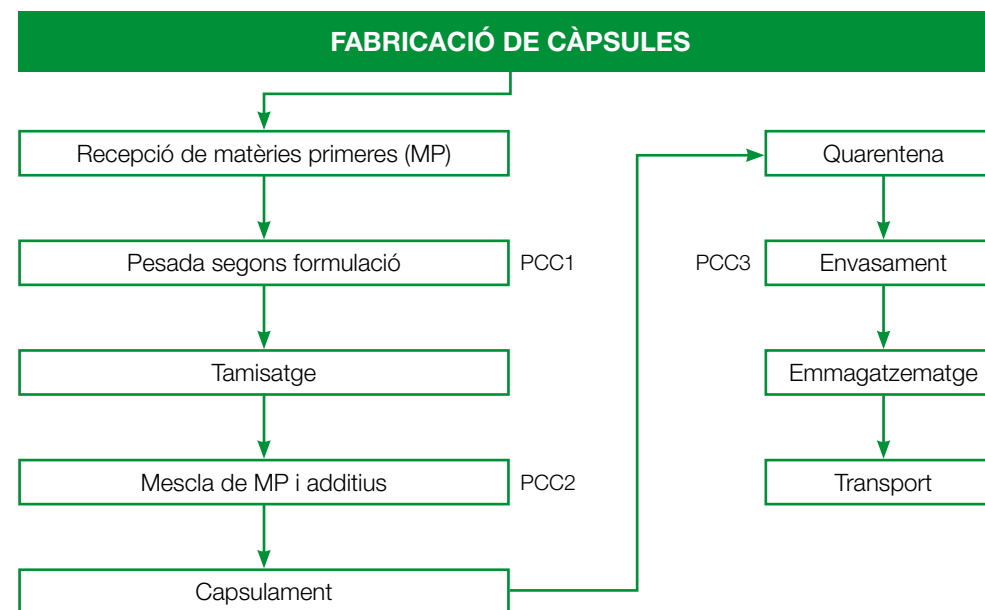 FABRICACIÓ DE CÀPSULES
Recepció de matèries primeres (MP)
Pesada segons formulació
PCC1
Tamisatge
Mescla de MP i additius
PCC2
Capsulament
Quarentena
PCC3
Envasament
Emmagatzematge
Transport